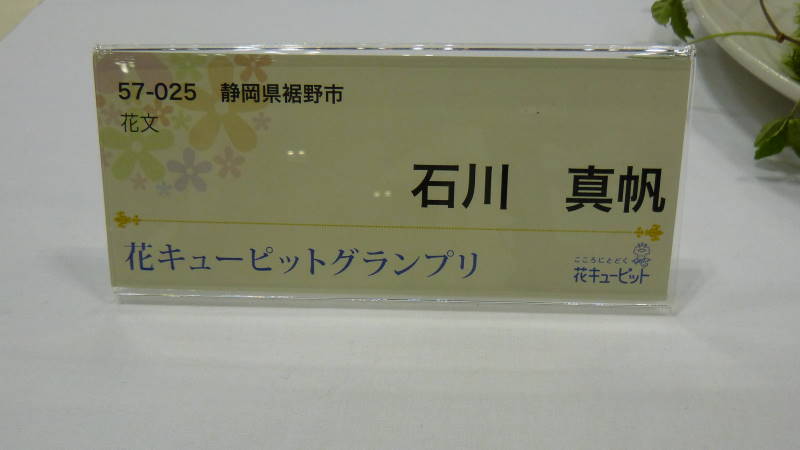 57-025 静岡県裾野市
花文
石川 真帆
花キューピットグランプリ
こころにとどく
花キューピット